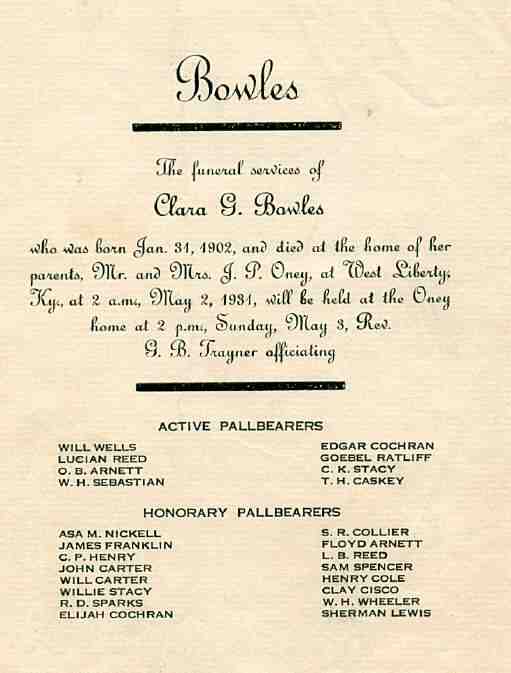 Bowles
The funeral services of
Clara G. Bowles
who was born Jan. 31, 1902, and died at the home of her
parents, Mr. and Mrs. J. P. Oney, at West Liberty,
Ky., at 2 a.m., May 2, 1931, will be held at the Oney
home at 2 p.m., Sunday, May 3, Rev.
G. B. Trayner officiating
ACTIVE PALLBEARERS
WILL WELLS EDGAR COCHRAN
LUCIAN REED GOEBEL RATLIFF
O. B. ARNETT C. K. STACY
W. H. SEBASTIAN T. H. CASKEY
HONORARY PALLBEARERS
ASA M. NICKELL S. R. COLLIER
JAMES FRANKLIN FLOYD ARNETT
C. P. HENRY L. B. REED
JOHN CARTER SAM SPENCER
WILL CARTER HENRY COLE
WILLIE STACY CLAY CISCO
R. D. SPARKS W. H. WHEELER
ELIJAH COCHRAN SHERMAN LEWIS